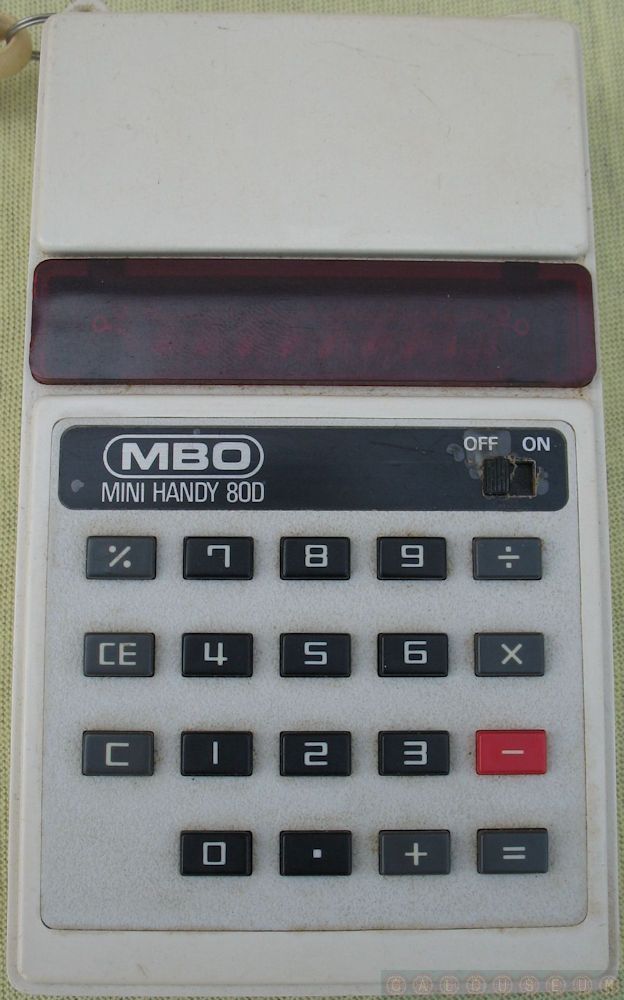 MBO
MINI HANDY 80D
OFF ON
% 7 8 9 ÷
CE 4 5 6 X
C 1 2 3 −
0 . + =
CALCUSEUM